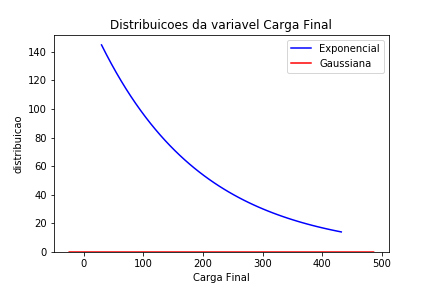 Distribuicoes da variavel Carga Final
Exponencial
Gaussiana
distribuicao
140
120
100
80
60
40
20
0
0 100 200 300 400 500
Carga Final